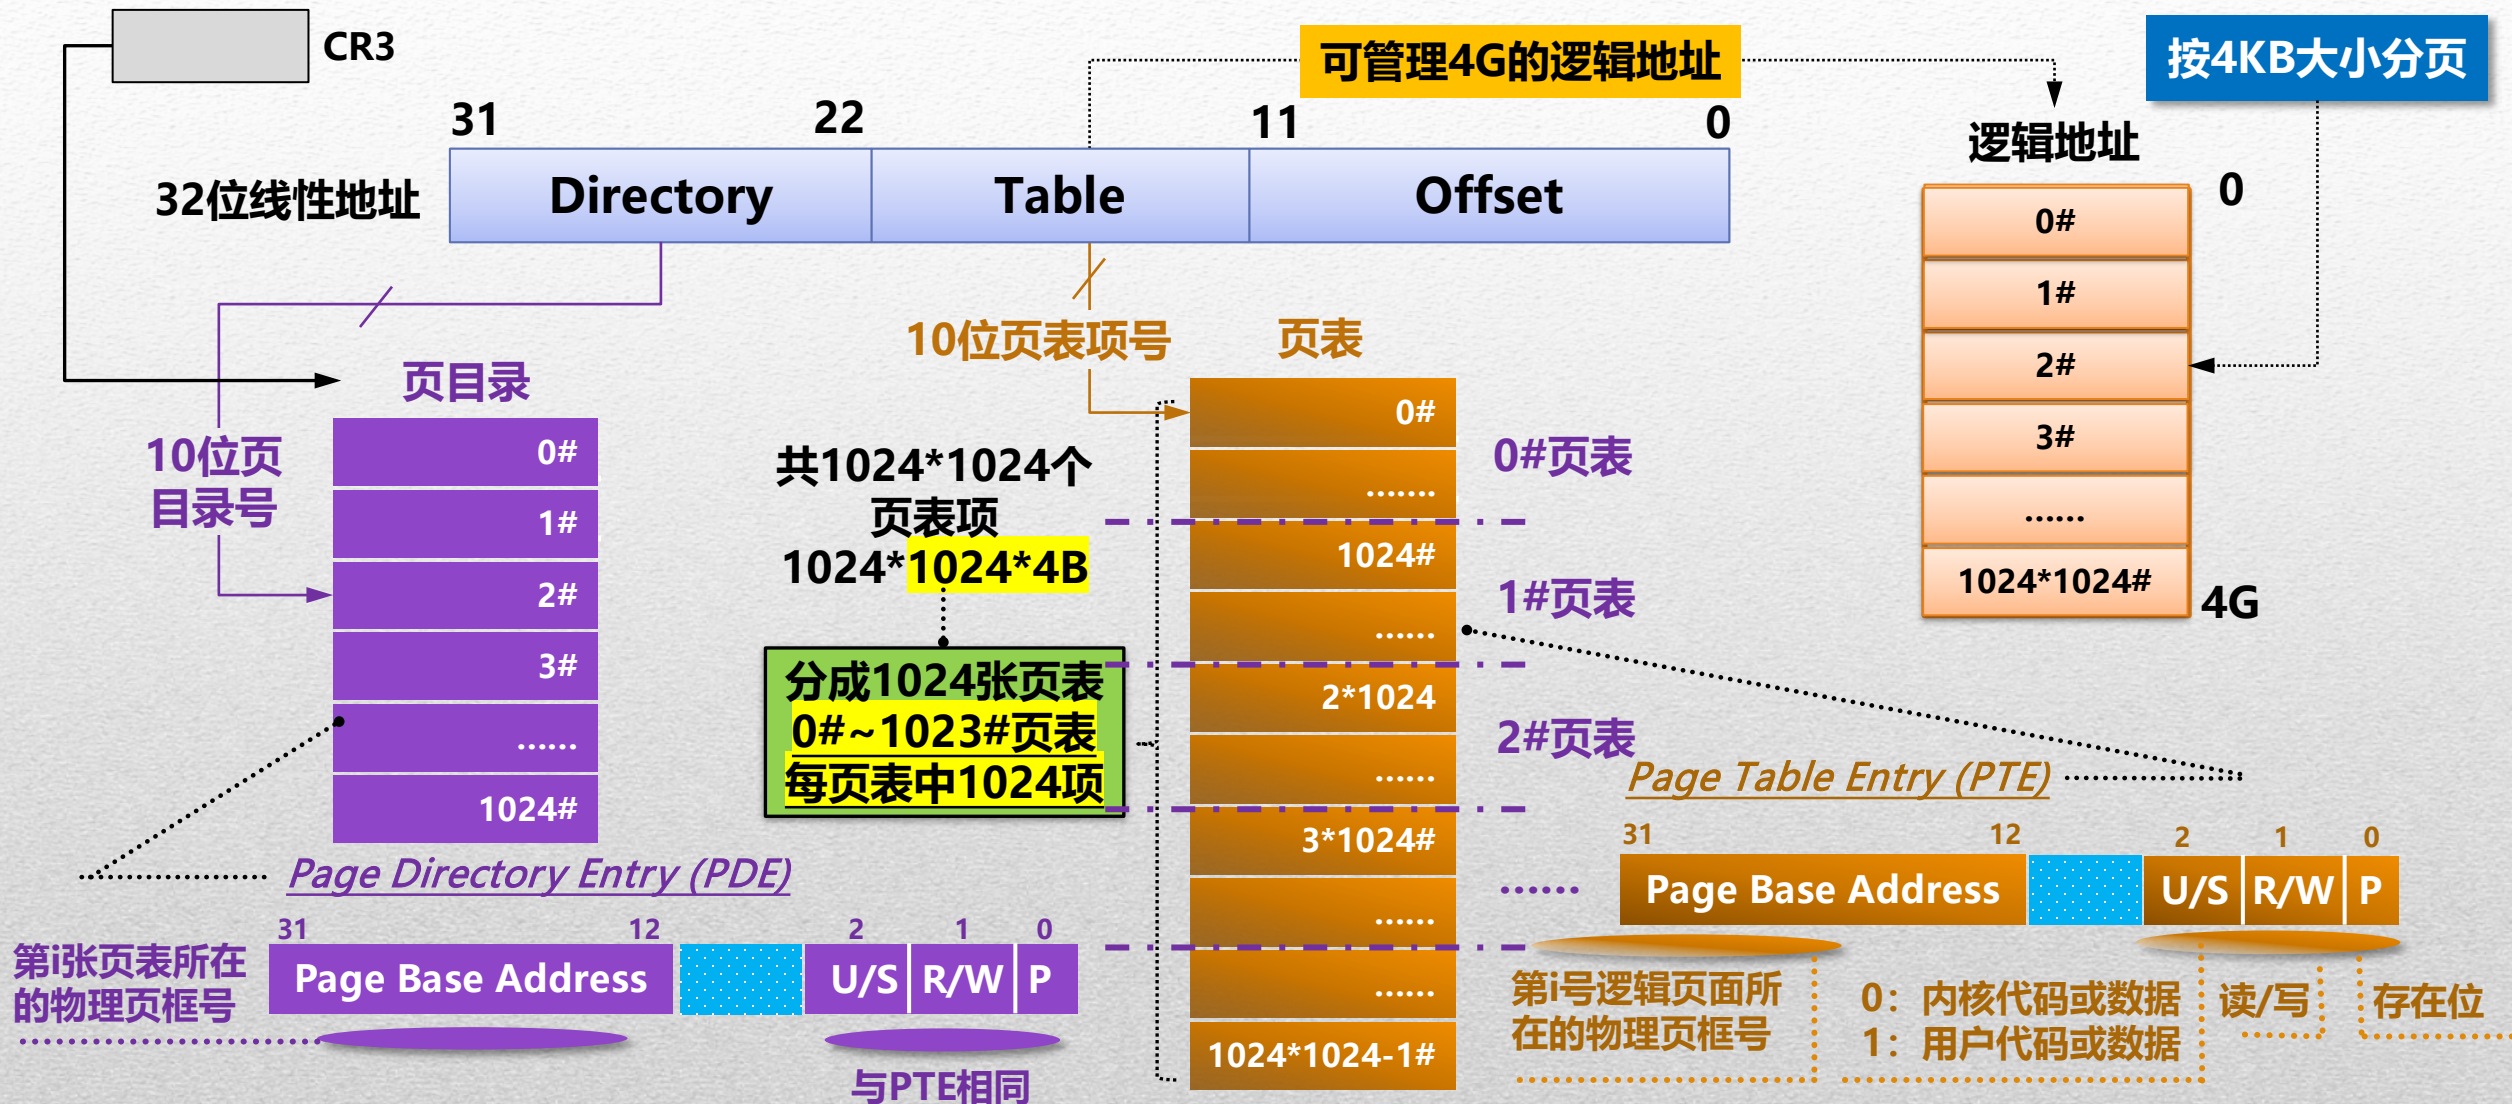 CR3
可管理4G的逻辑地址
按4KB大小分页
31
22
11
0
32位线性地址
Directory
Table
Offset
逻辑地址
0
0#
1#
2#
3#
......
1024*1024#
4G
10位页表项号
页表
页目录
10位页
目录号
0#
1#
2#
3#
......
1024#
共1024*1024个
页表项
1024*1024*4B
分成1024张页表
0#~1023#页表
每页表中1024项
0#
.......
1024#
......
2*1024
......
3*1024#
......
......
1024*1024-1#
0#页表
1#页表
2#页表
......
Page Directory Entry (PDE)
31
12
2
1
0
第i张页表所在
的物理页框号
Page Base Address
U/S
R/W
P
与PTE相同
Page Table Entry (PTE)
31
12
2
1
0
Page Base Address
U/S
R/W
P
第i号逻辑页面所
在的物理页框号
0：内核代码或数据
1：用户代码或数据
读/写
存在位